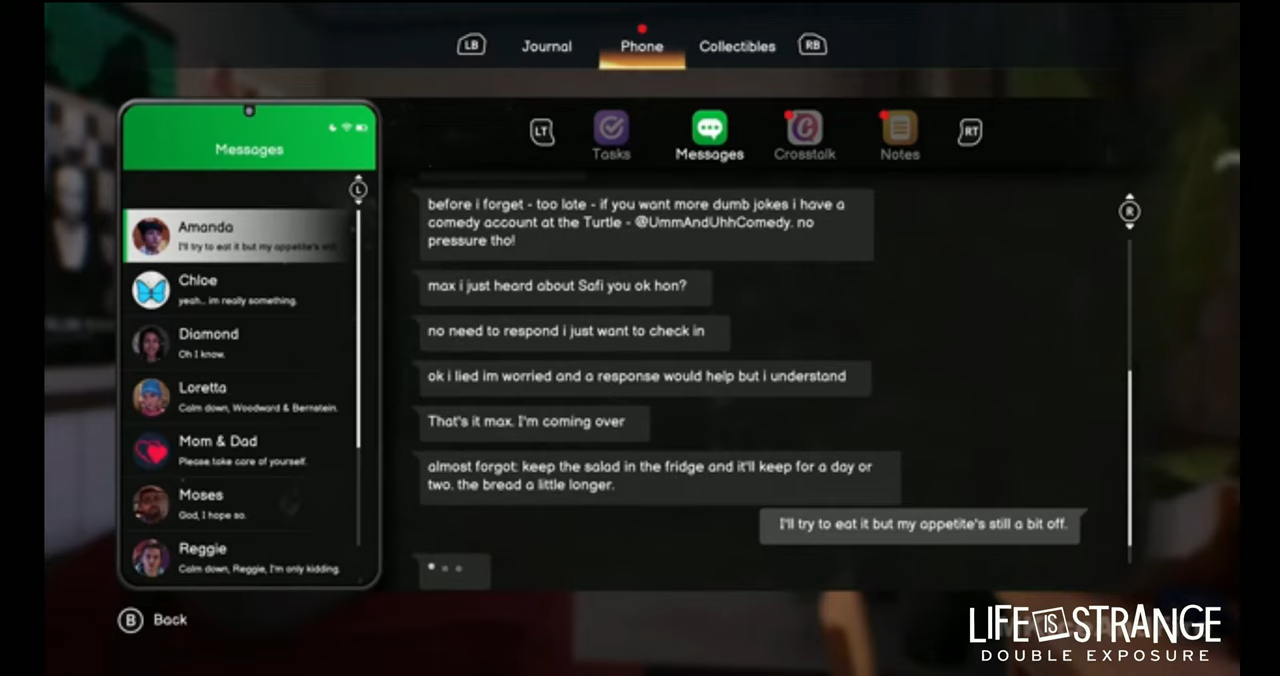 LB Journal Phone Collectibles RB
Messages
LT Tasks Messages Crosstalk Notes RT
L
R
Amanda
I'll try to eat it but my appetite's still
Chloe
yeah.. im really something.
Diamond
Oh I know.
Loretta
Calm down, Woodward & Bernstein.
Mom & Dad
Please take care of yourself.
Moses
God, I hope so.
Reggie
Calm down, Reggie, I'm only kidding.
before i forget - too late - if you want more dumb jokes i have a
comedy account at the Turtle - @UmmAndUhhComedy. no
pressure tho!
max i just heard about Safi you ok hon?
no need to respond i just want to check in
ok i lied im worried and a response would help but i understand
That's it max. I'm coming over
almost forgot: keep the salad in the fridge and it'll keep for a day or
two. the bread a little longer.
I'll try to eat it but my appetite's still a bit off.
B Back
LIFE IS STRANGE
DOUBLE EXPOSURE